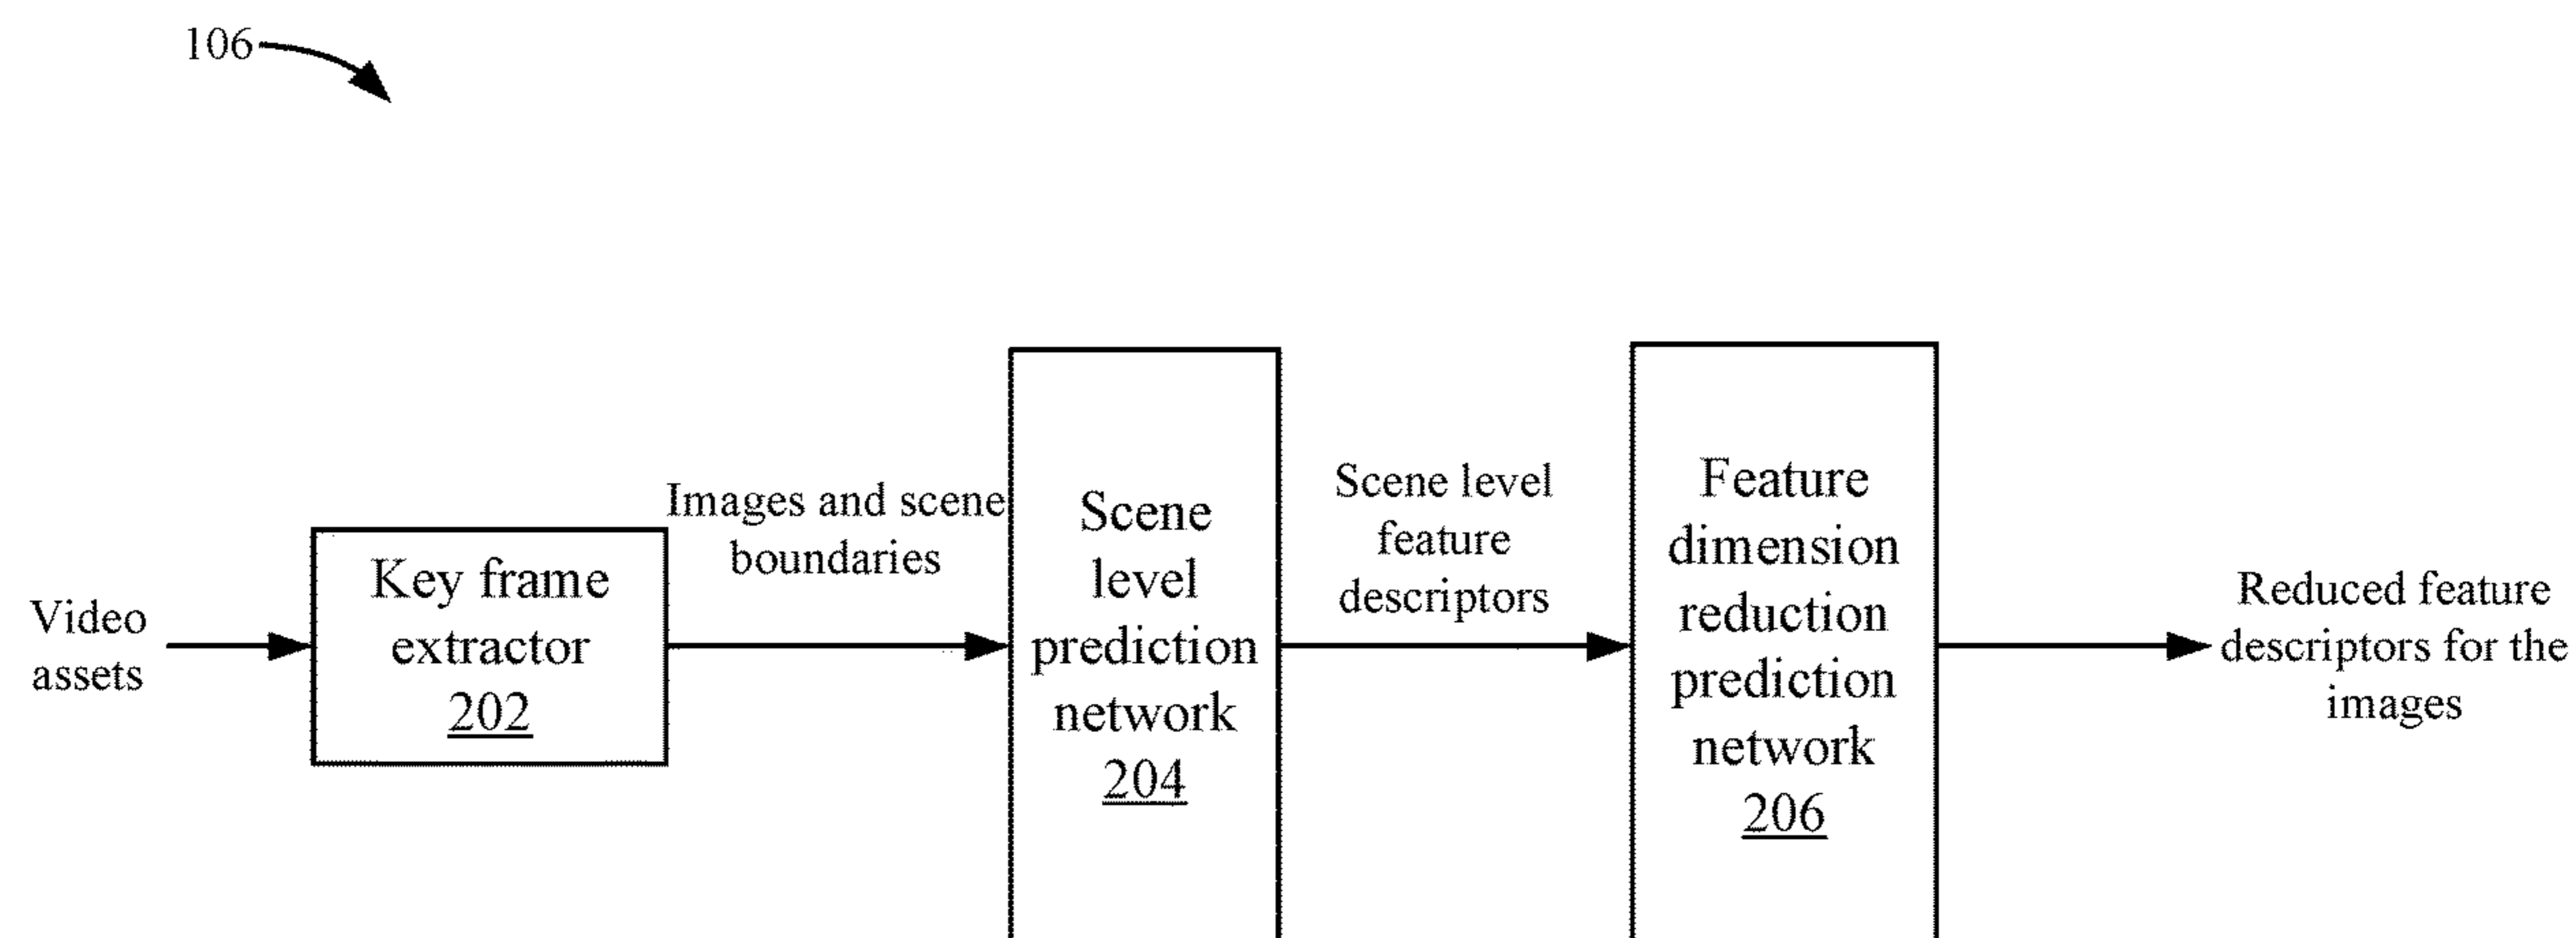 106
Video
assets
Key frame
extractor
202
Images and scene
boundaries
Scene
level
prediction
network
204
Scene level
feature
descriptors
Feature
dimension
reduction
prediction
network
206
Reduced feature
descriptors for the
images